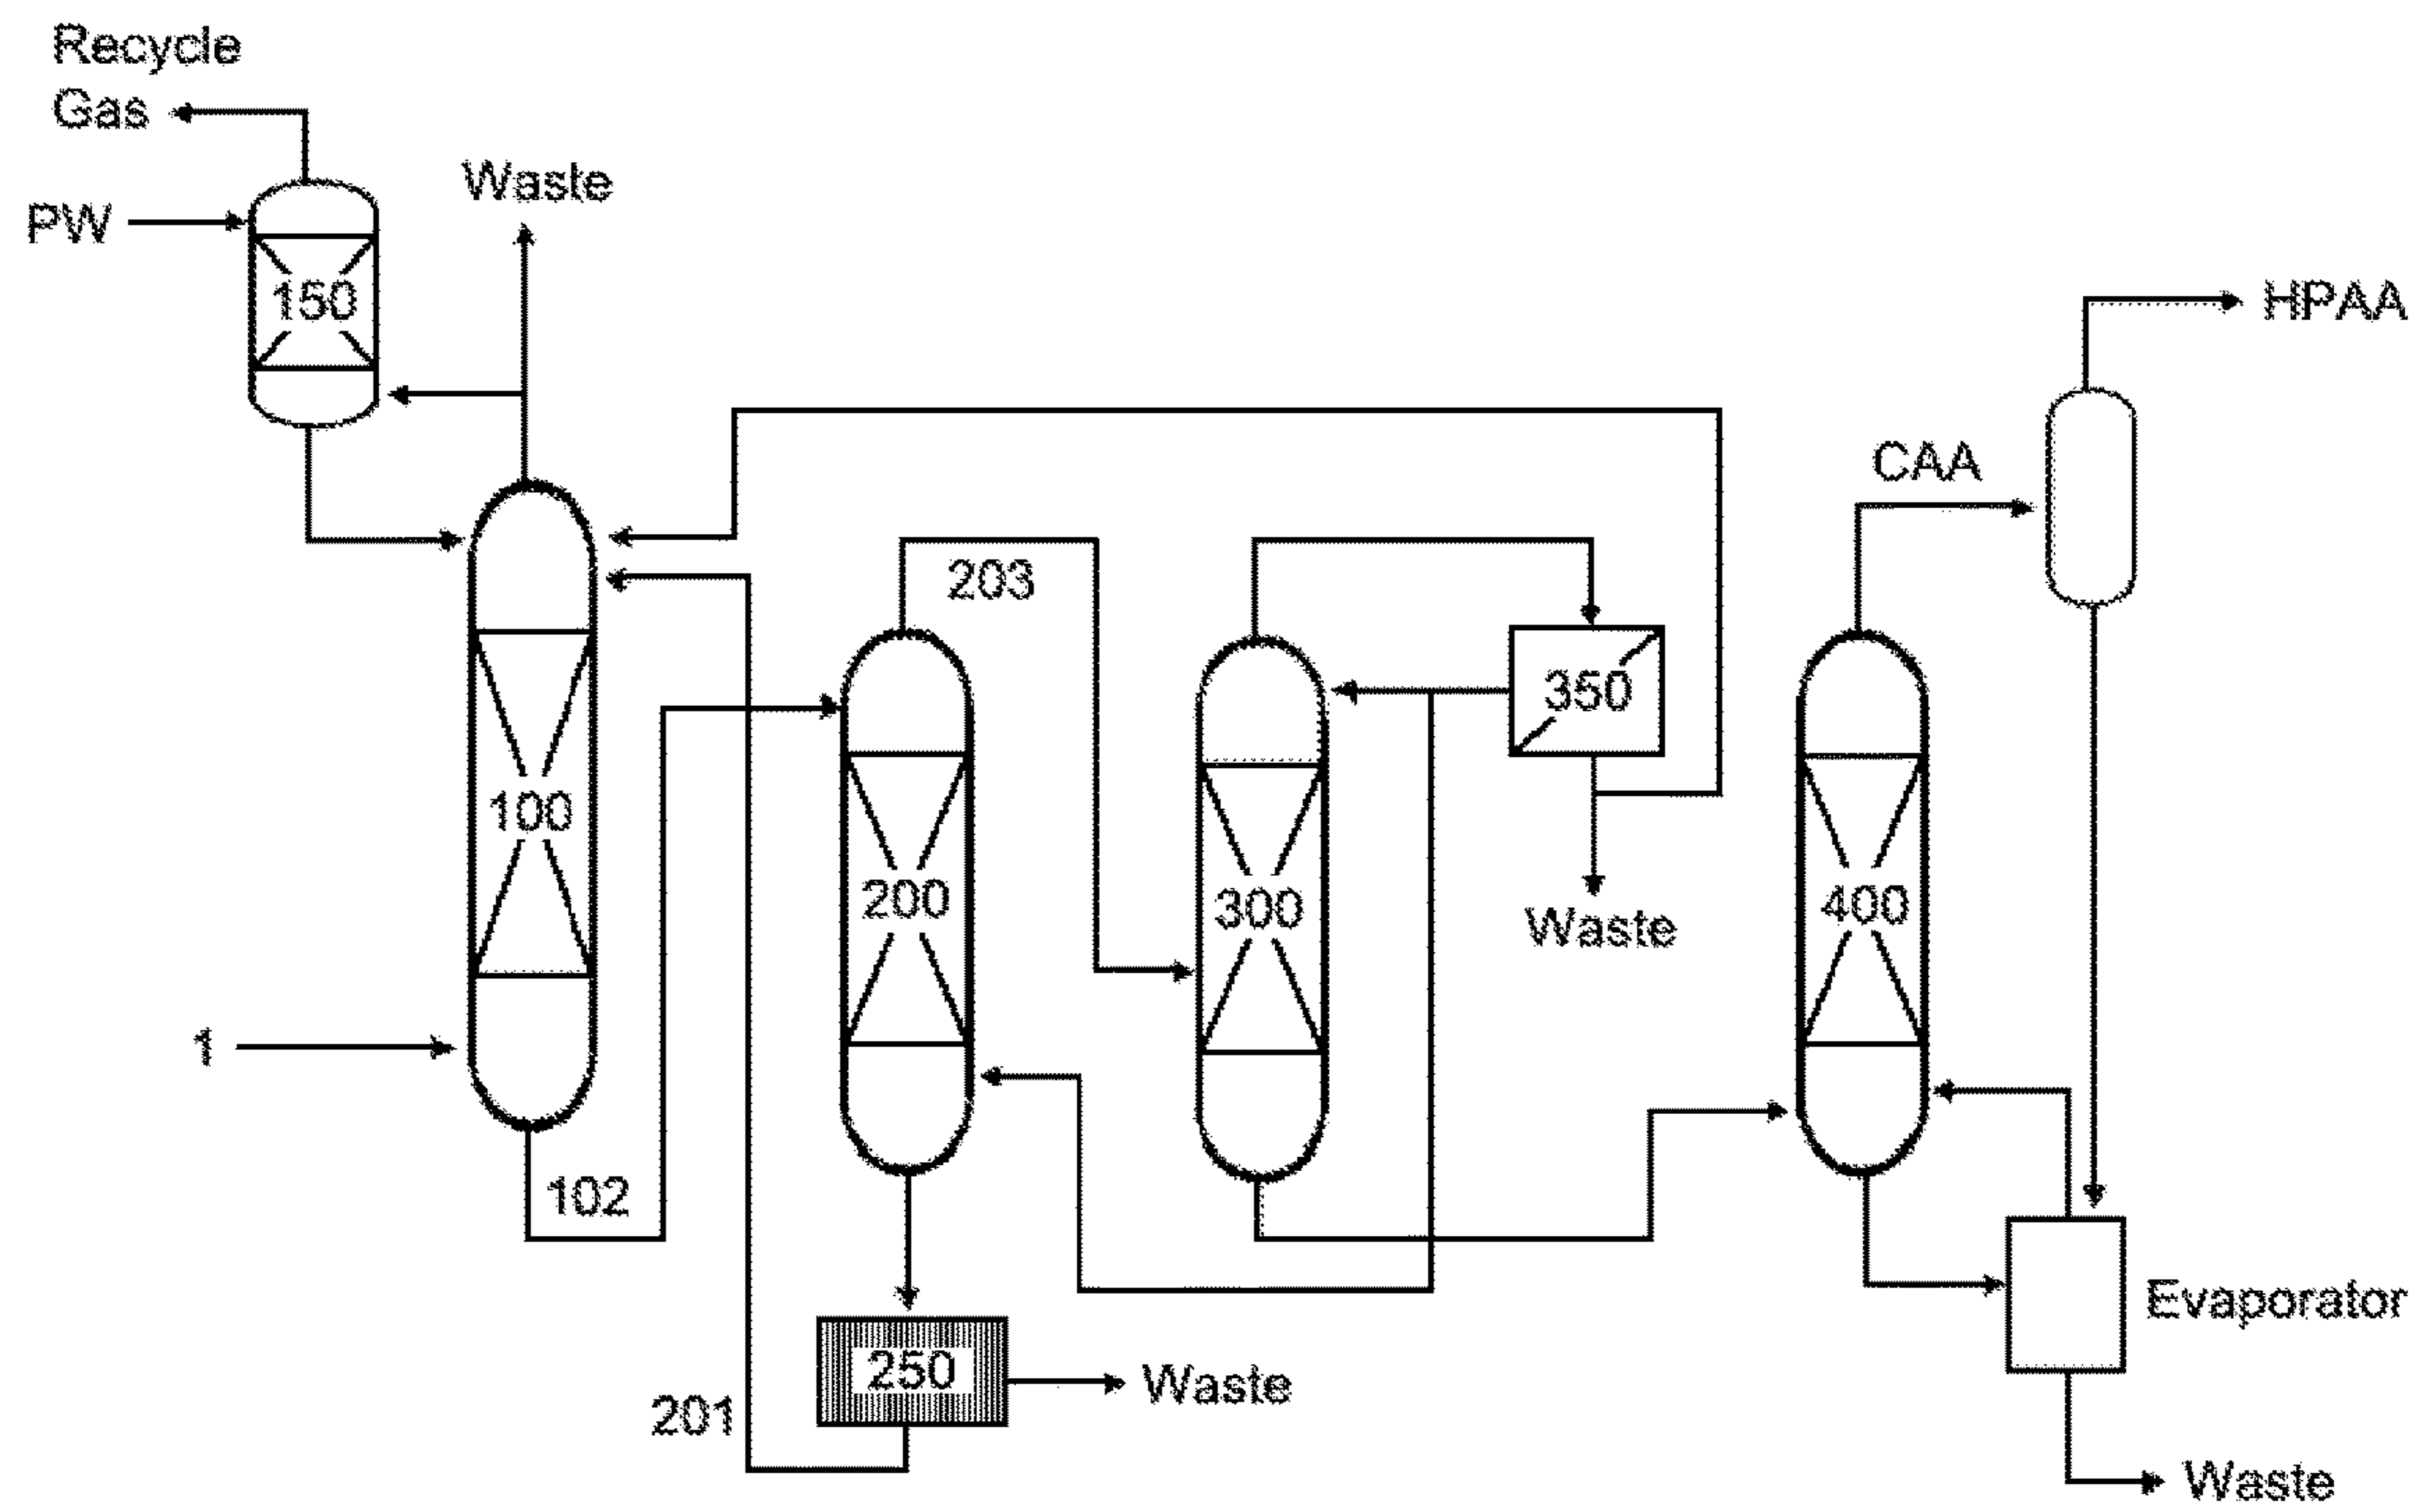 Recycle
Gas
PW
Waste
150
HPAA
CAA
203
350
100
200
300
400
Waste
1
102
Evaporator
250
Waste
201
Waste